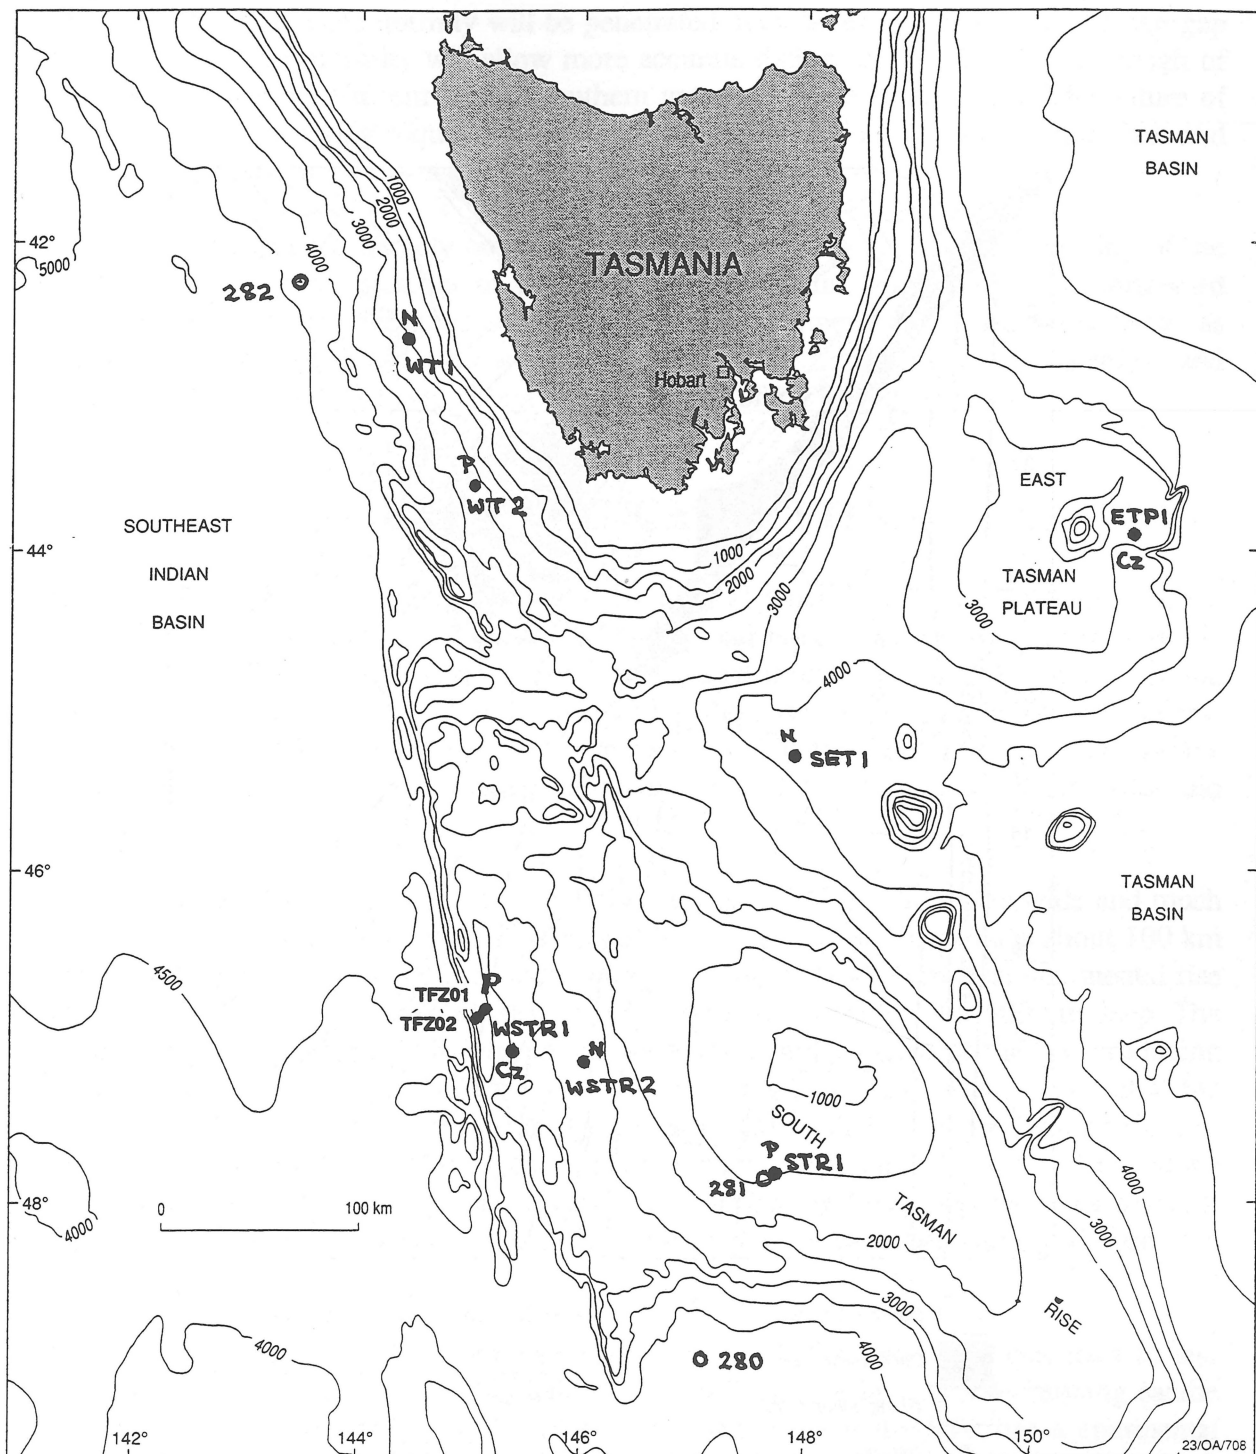 TASMAN
BASIN
1000
2000
3000
4000
42°
5000
TASMANIA
282
N
WT1
Hobart
P
WT2
EAST
ETP1
Cz
TASMAN
PLATEAU
3000
SOUTHEAST
INDIAN
BASIN
44°
1000
2000
3000
4000
N
SET1
46°
TASMAN
BASIN
4500
P
TFZ01
TFZ02
WSTR1
Cz
N
WSTR2
1000
SOUTH
P
STR1
281
48°
4000
0
100 km
TASMAN
2000
4000
3000
RISE
3000
4000
4000
280
142°
144°
146°
148°
150°
23/OA/708